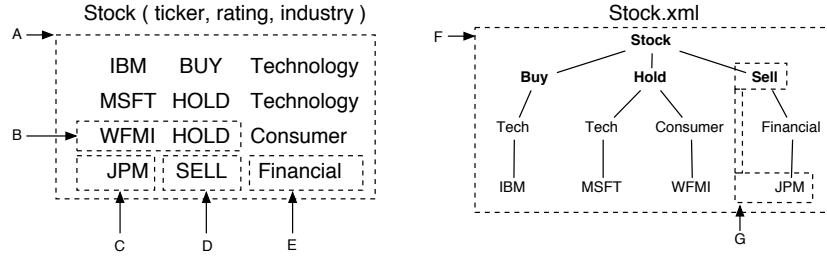 Stock ( ticker, rating, industry )
A
IBM BUY Technology
MSFT HOLD Technology
B WFMI HOLD Consumer
JPM SELL Financial
C D E
Stock.xml
F
Stock
Buy Hold Sell
Tech Tech Consumer Financial
IBM MSFT WFMI JPM
G